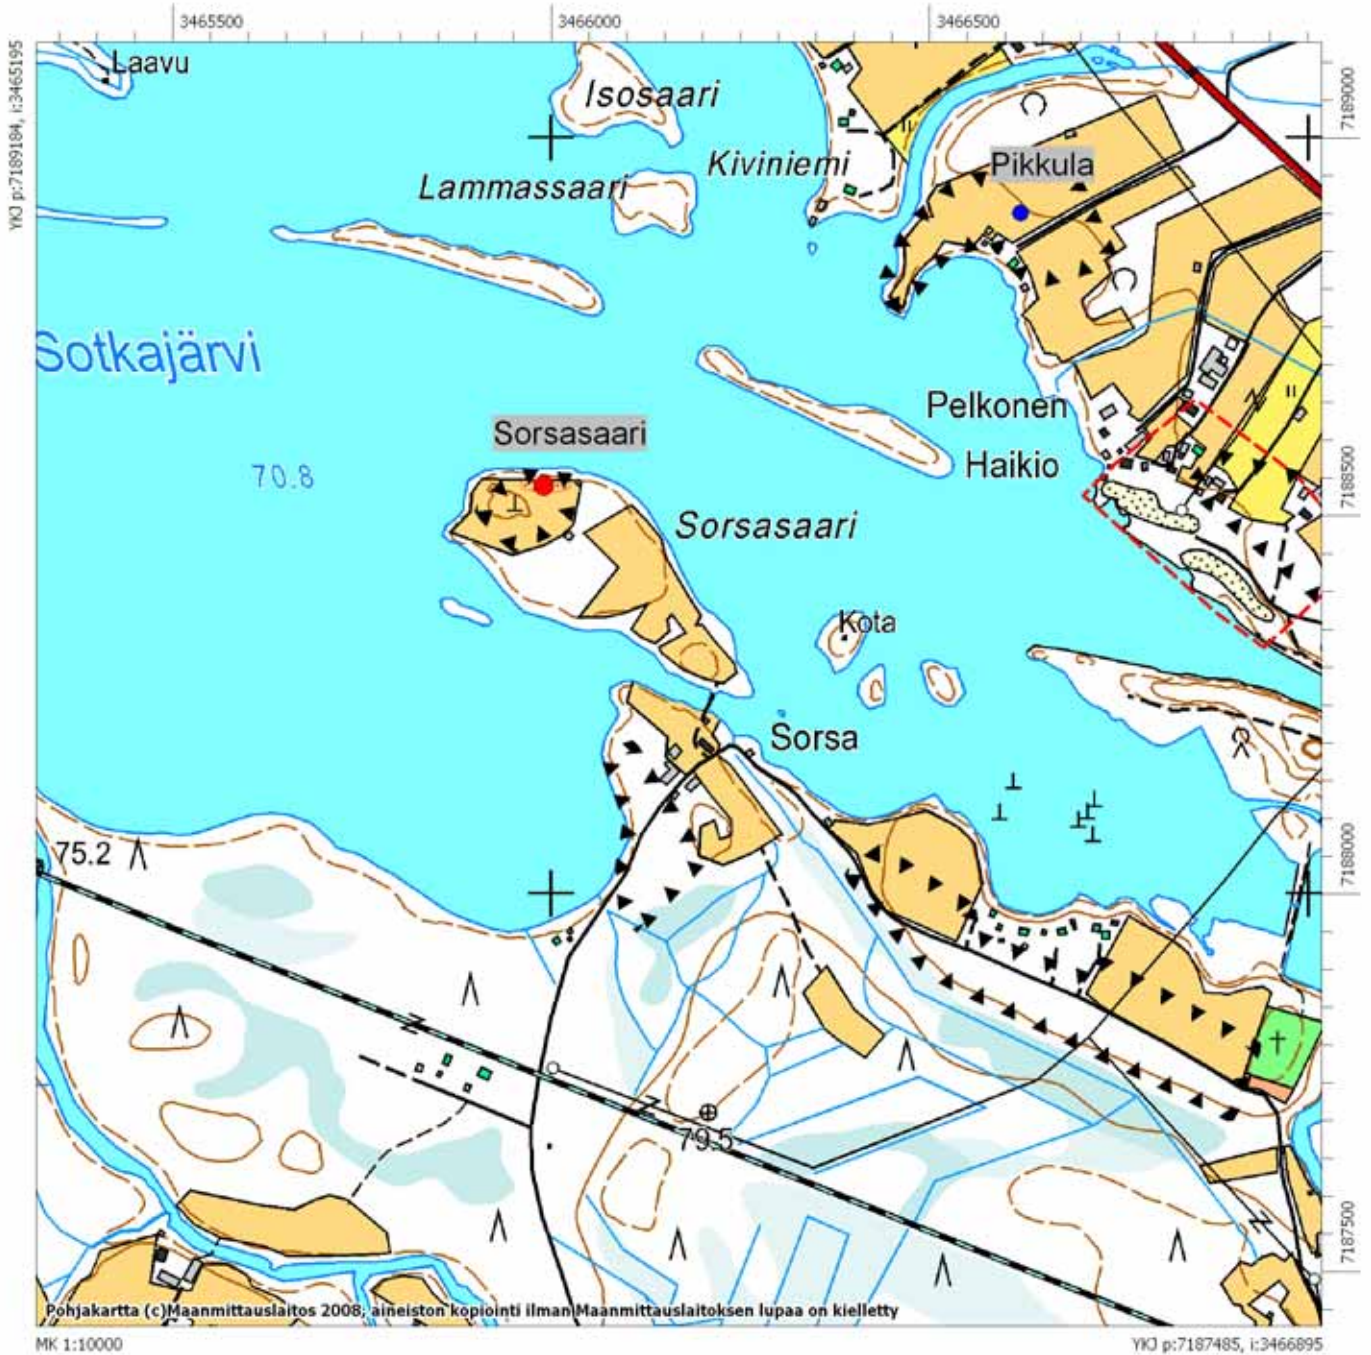 3465500
3466000
3466500
YKJ p:7189184, i:3465195
Laavu
Isosaari
7189000
Lammassaari
Kiviniemi
Pikkula
Sotkajärvi
Pelkonen
Sorsasaari
Haikio
70.8
7188500
Sorsasaari
Kota
Sorsa
75.2
7188000
79.5
7187500
Pohjakartta (c)Maanmittauslaitos 2008; aineiston kopiointi ilman Maanmittauslaitoksen lupaa on kielletty
MK 1:10000
YKJ p:7187485, i:3466895